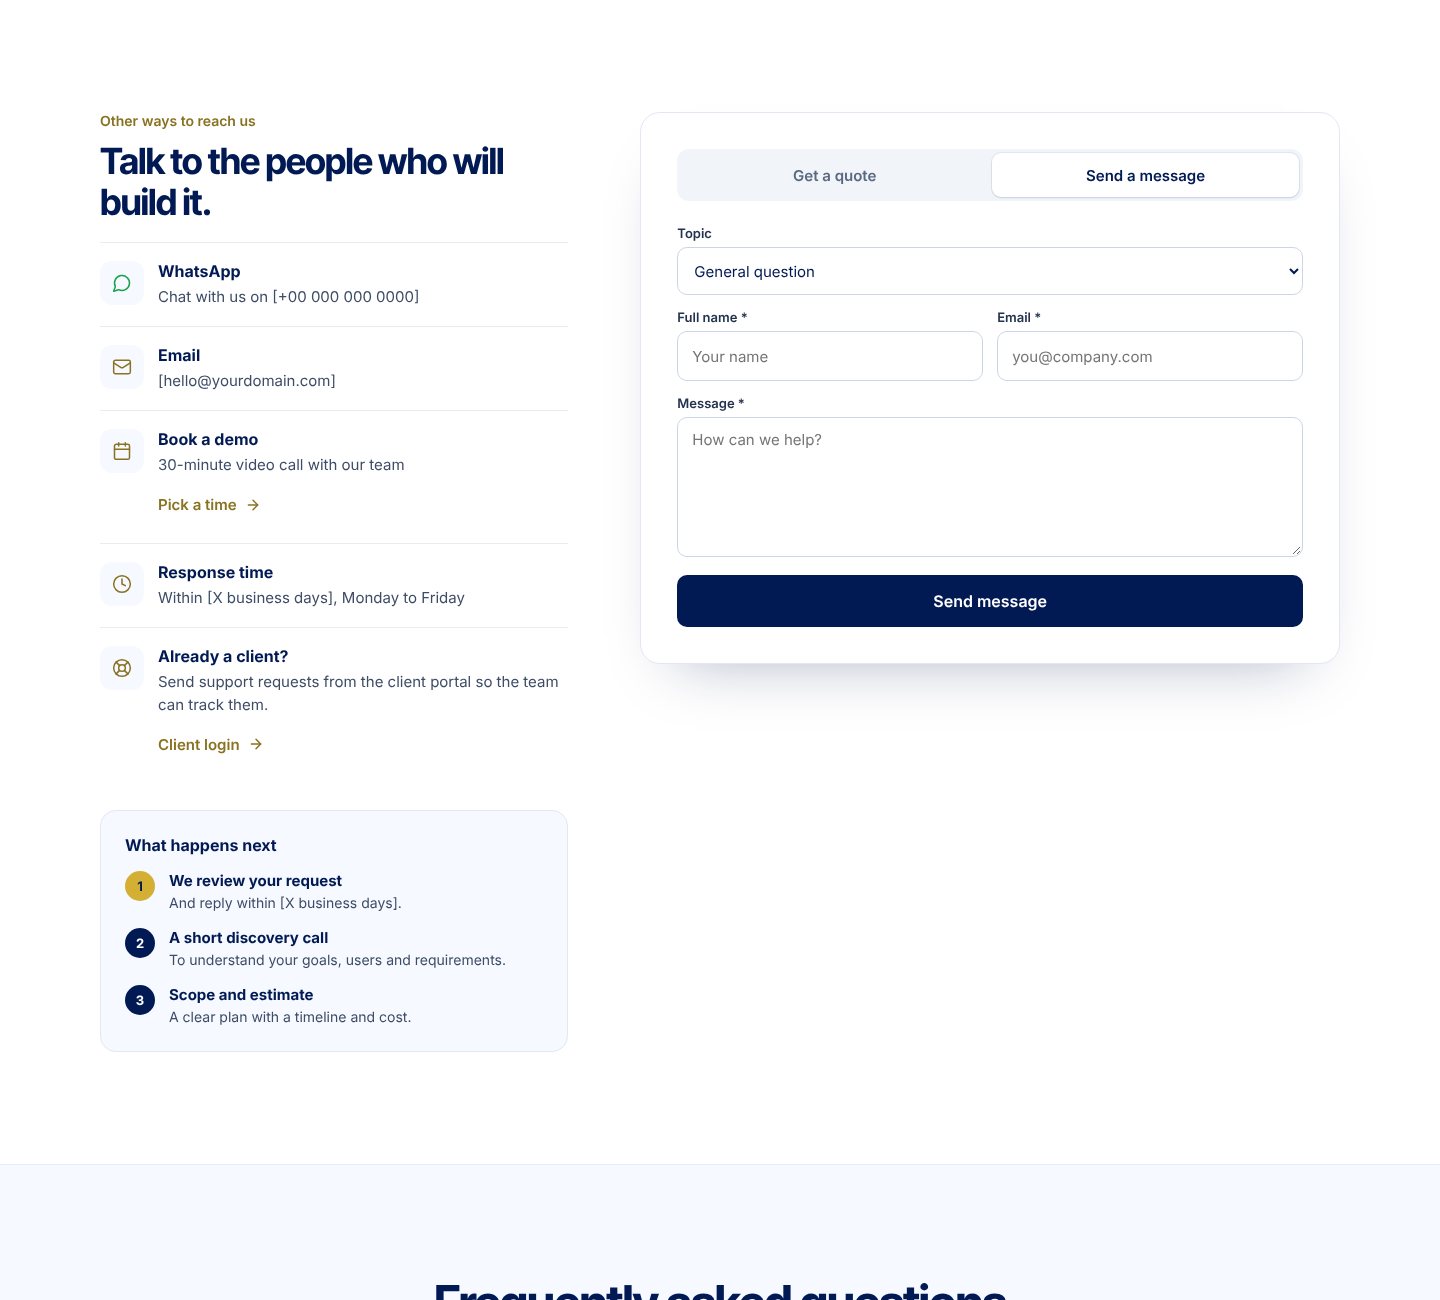 Other ways to reach us
Talk to the people who will
build it.
WhatsApp
Chat with us on [+00 000 000 0000]
Email
[hello@yourdomain.com]
Book a demo
30-minute video call with our team
Pick a time
Response time
Within [X business days], Monday to Friday
Already a client?
Send support requests from the client portal so the team
can track them.
Client login
What happens next
1
We review your request
And reply within [X business days].
2
A short discovery call
To understand your goals, users and requirements.
3
Scope and estimate
A clear plan with a timeline and cost.
Get a quote
Send a message
Topic
General question
Full name *
Email *
Your name
you@company.com
Message *
How can we help?
Send message
Frequently asked questions